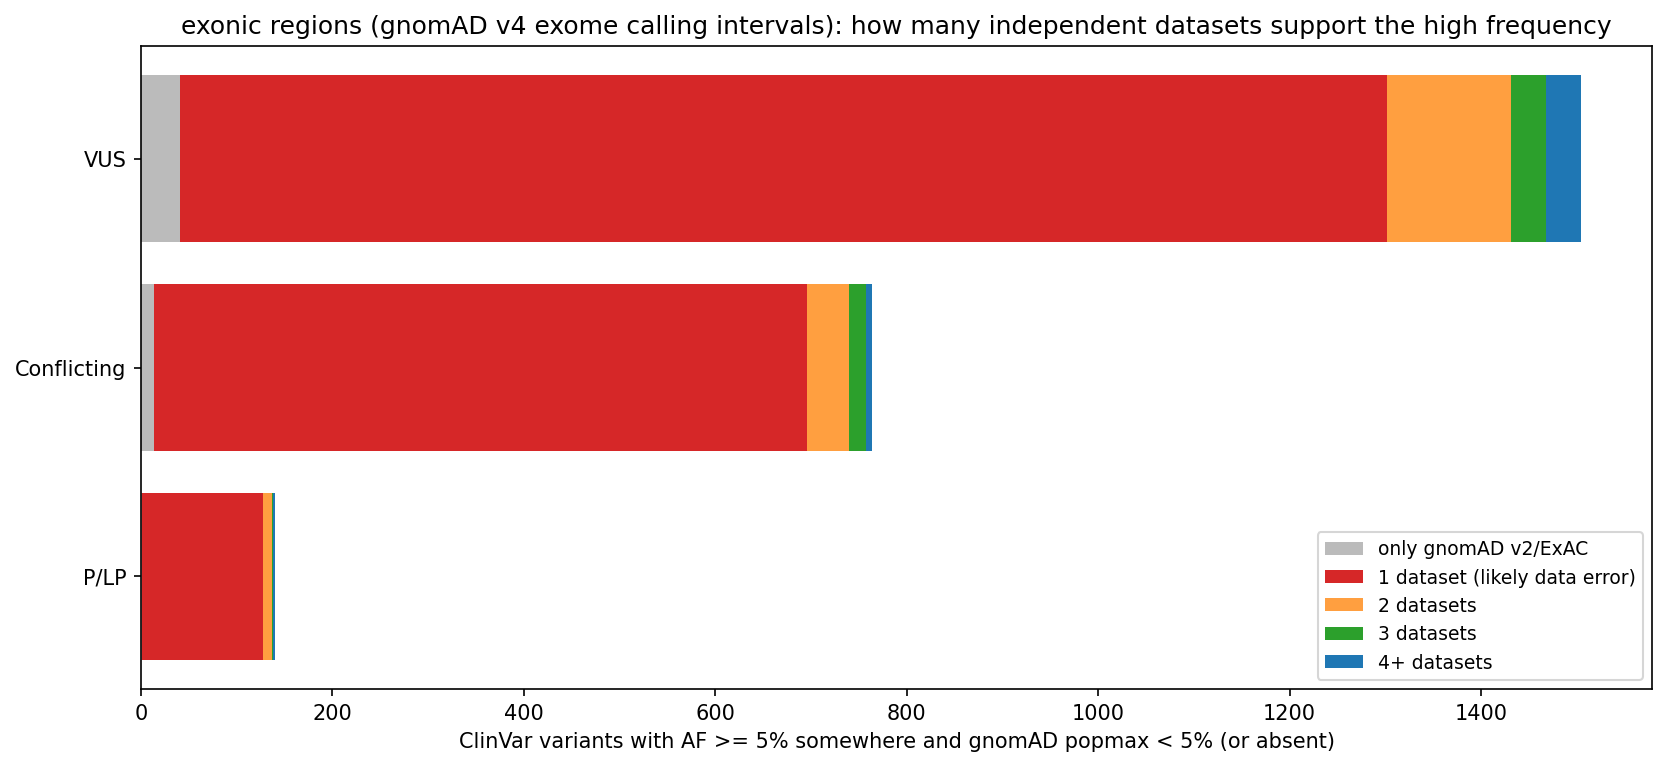 exonic regions (gnomAD v4 exome calling intervals): how many independent datasets support the high frequency
VUS
Conflicting
P/LP
only gnomAD v2/ExAC
1 dataset (likely data error)
2 datasets
3 datasets
4+ datasets
0 200 400 600 800 1000 1200 1400
ClinVar variants with AF >= 5% somewhere and gnomAD popmax < 5% (or absent)